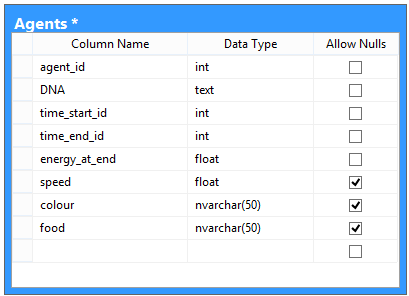 Agents *
Column Name Data Type Allow Nulls
agent_id int
DNA text
time_start_id int
time_end_id int
energy_at_end float
speed float
colour nvarchar(50)
food nvarchar(50)